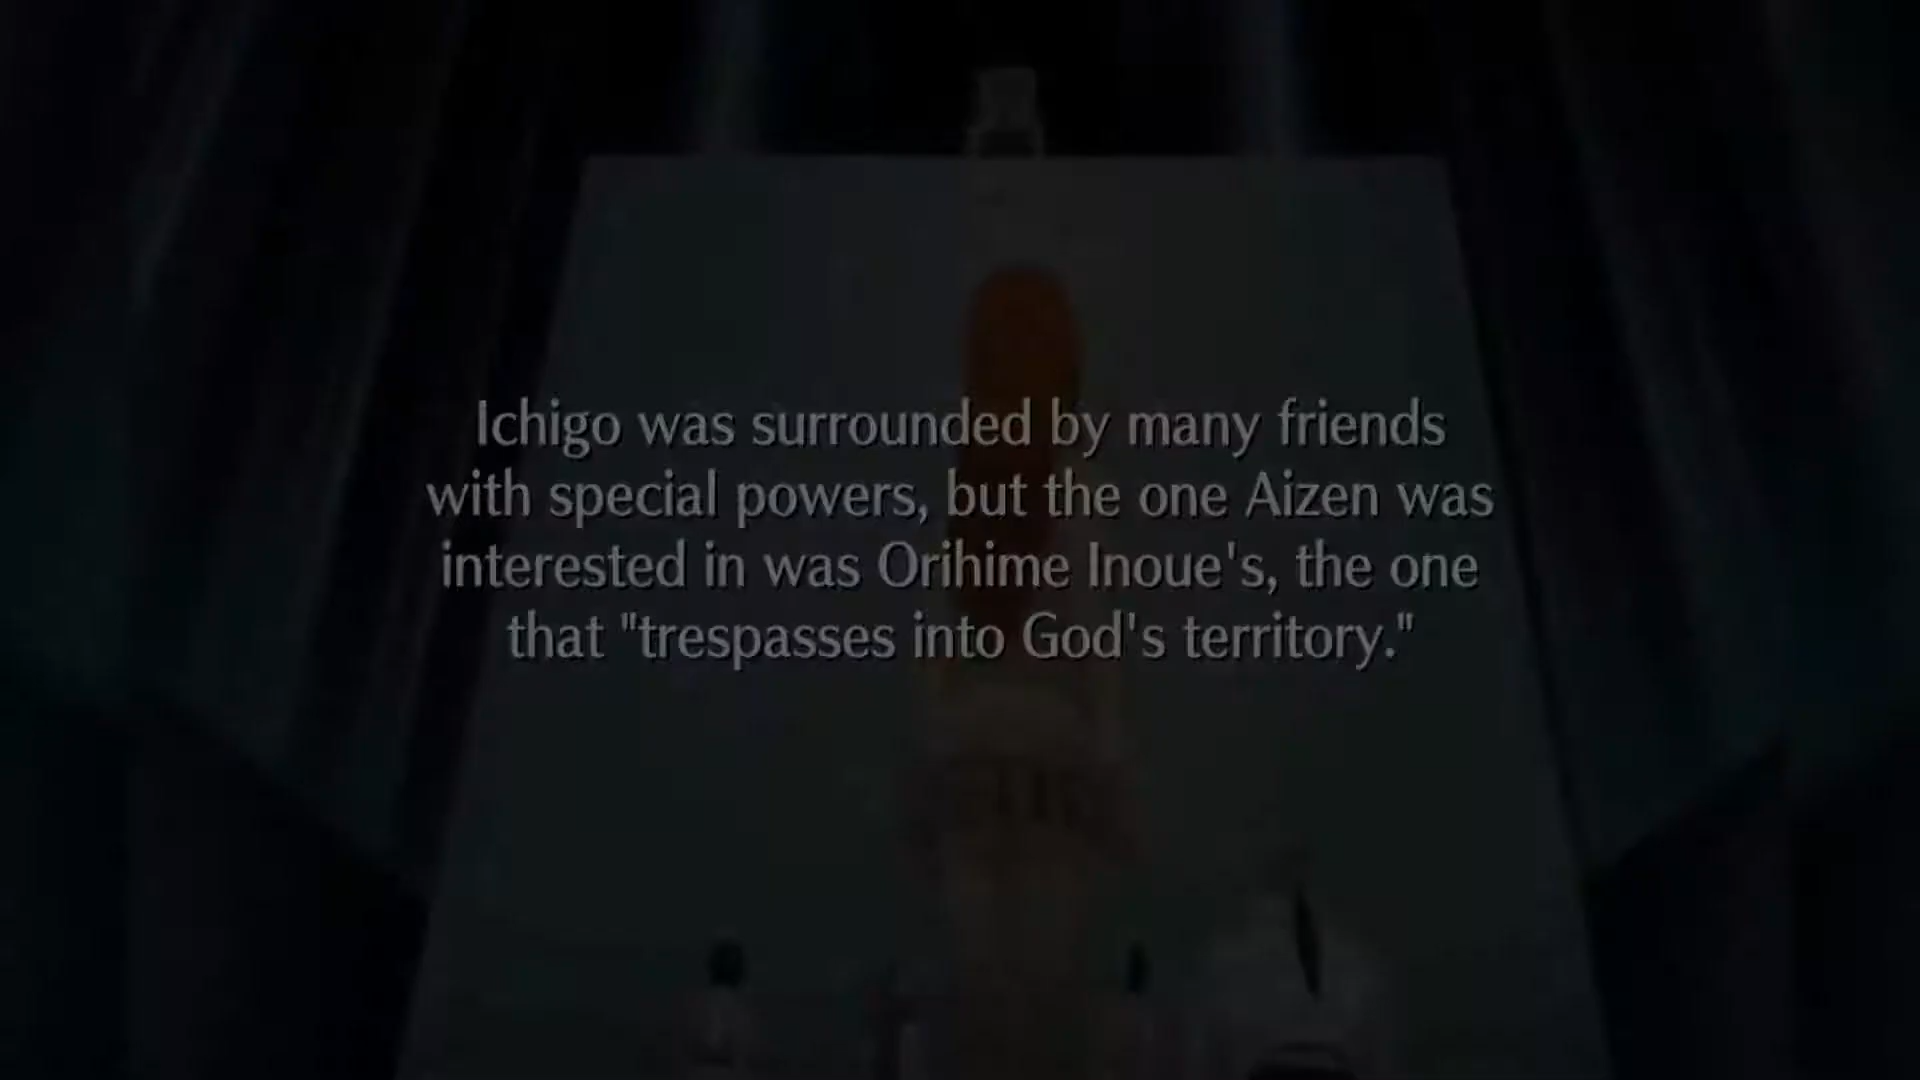 Ichigo was surrounded by many friends
with special powers, but the one Aizen was
interested in was Orihime Inoue's, the one
that "trespasses into God's territory."